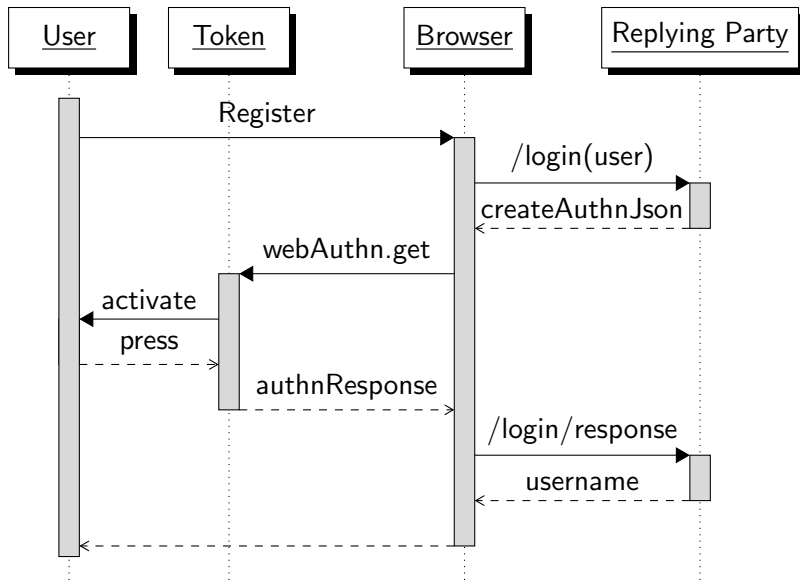 User
Token
Browser
Replying Party
Register
/login(user)
createAuthnJson
webAuthn.get
activate
press
authnResponse
/login/response
username